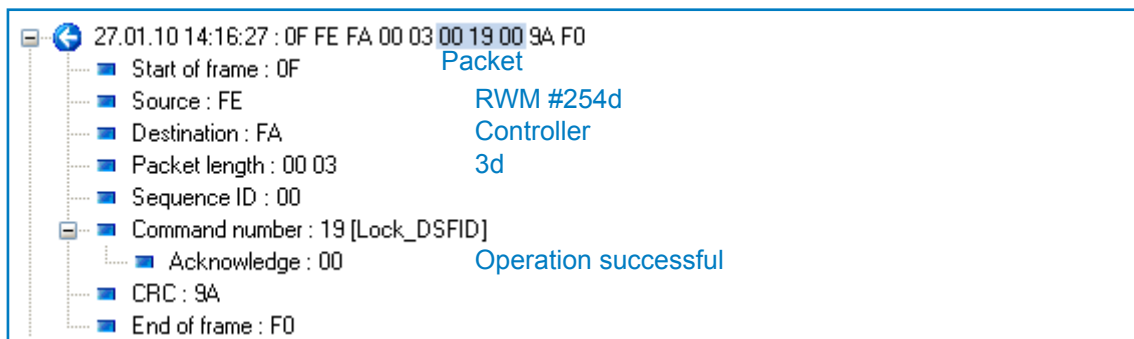 27.01.10 14:16:27 : 0F FE FA 00 03 00 19 00 9A F0
Packet
Start of frame : 0F
Source : FE RWM #254d
Destination : FA Controller
Packet length : 00 03 3d
Sequence ID : 00
Command number : 19 [Lock_DSFID]
Acknowledge : 00 Operation successful
CRC : 9A
End of frame : F0